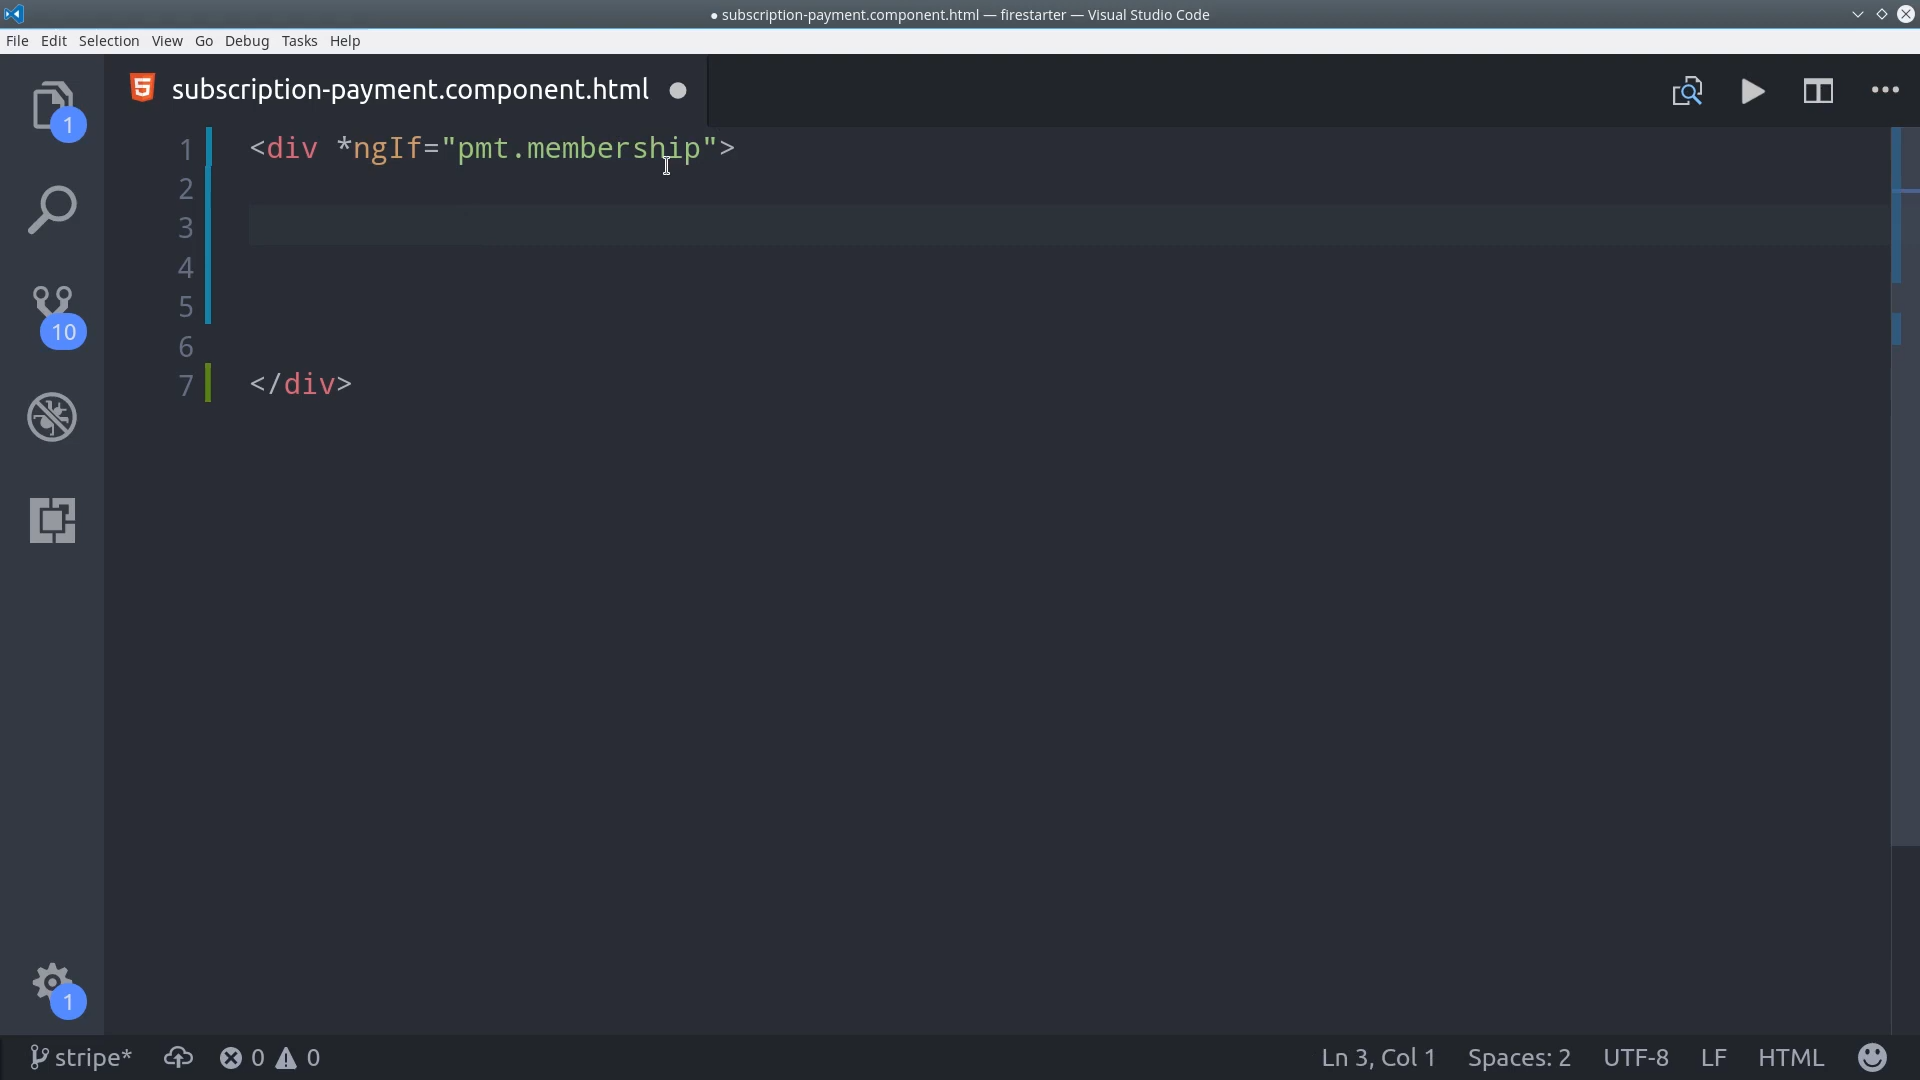 ● subscription-payment.component.html — firestarter — Visual Studio Code
File Edit Selection View Go Debug Tasks Help
subscription-payment.component.html
1 <div *ngIf="pmt.membership">
2
3
4
5
6
7 </div>
1
10
1
stripe* 0 0 Ln 3, Col 1 Spaces: 2 UTF-8 LF HTML